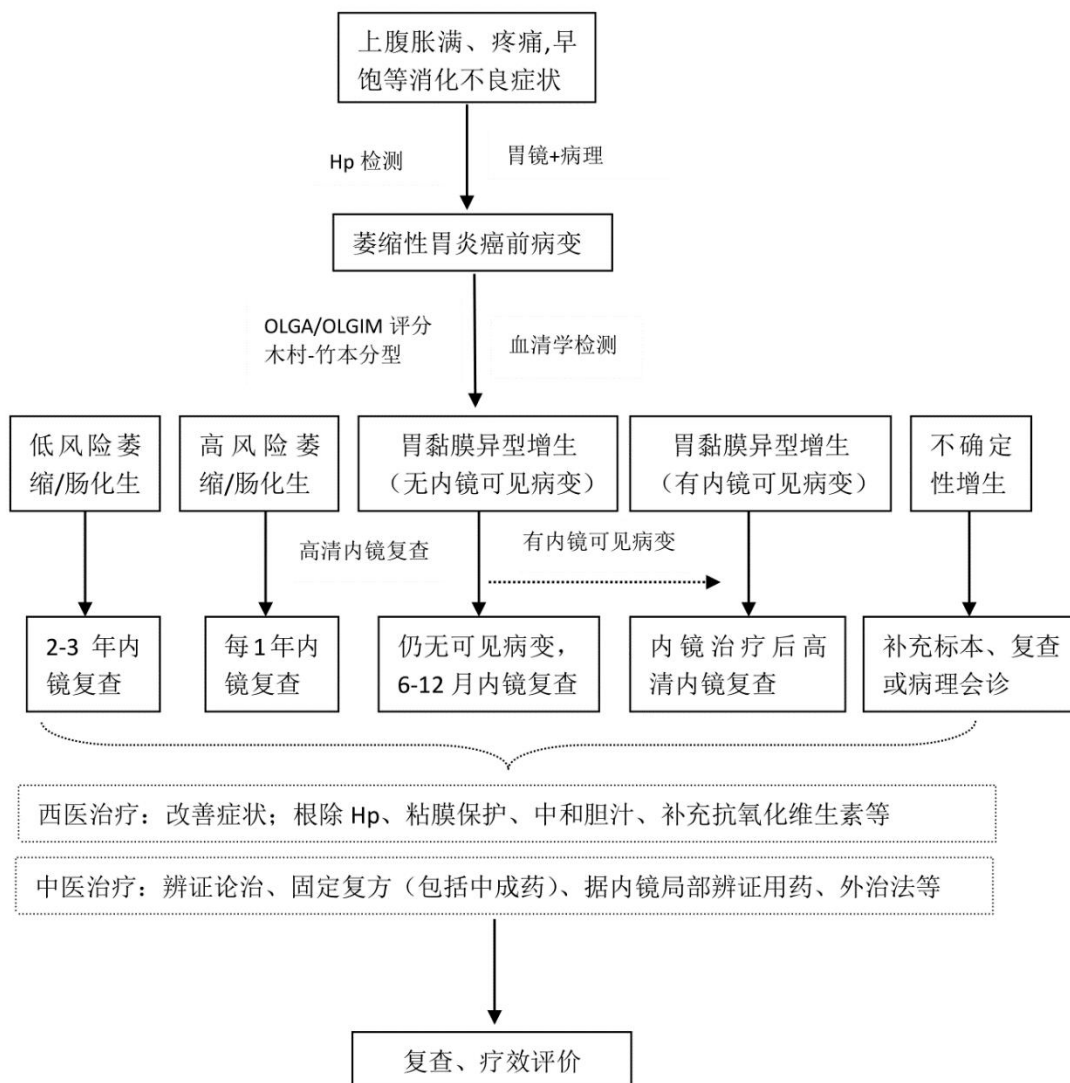 上腹胀满、疼痛,早
饱等消化不良症状
Hp 检测
胃镜+病理
萎缩性胃炎癌前病变
OLGA/OLGIM 评分
木村-竹本分型
血清学检测
低风险萎
缩/肠化生
高风险萎
缩/肠化生
胃黏膜异型增生
（无内镜可见病变）
胃黏膜异型增生
（有内镜可见病变）
不确定
性增生
高清内镜复查
有内镜可见病变
2-3 年内
镜复查
每 1 年内
镜复查
仍无可见病变，
6-12 月内镜复查
内镜治疗后高
清内镜复查
补充标本、复查
或病理会诊
西医治疗：改善症状；根除 Hp、粘膜保护、中和胆汁、补充抗氧化维生素等
中医治疗：辨证论治、固定复方（包括中成药）、据内镜局部辨证用药、外治法等
复查、疗效评价